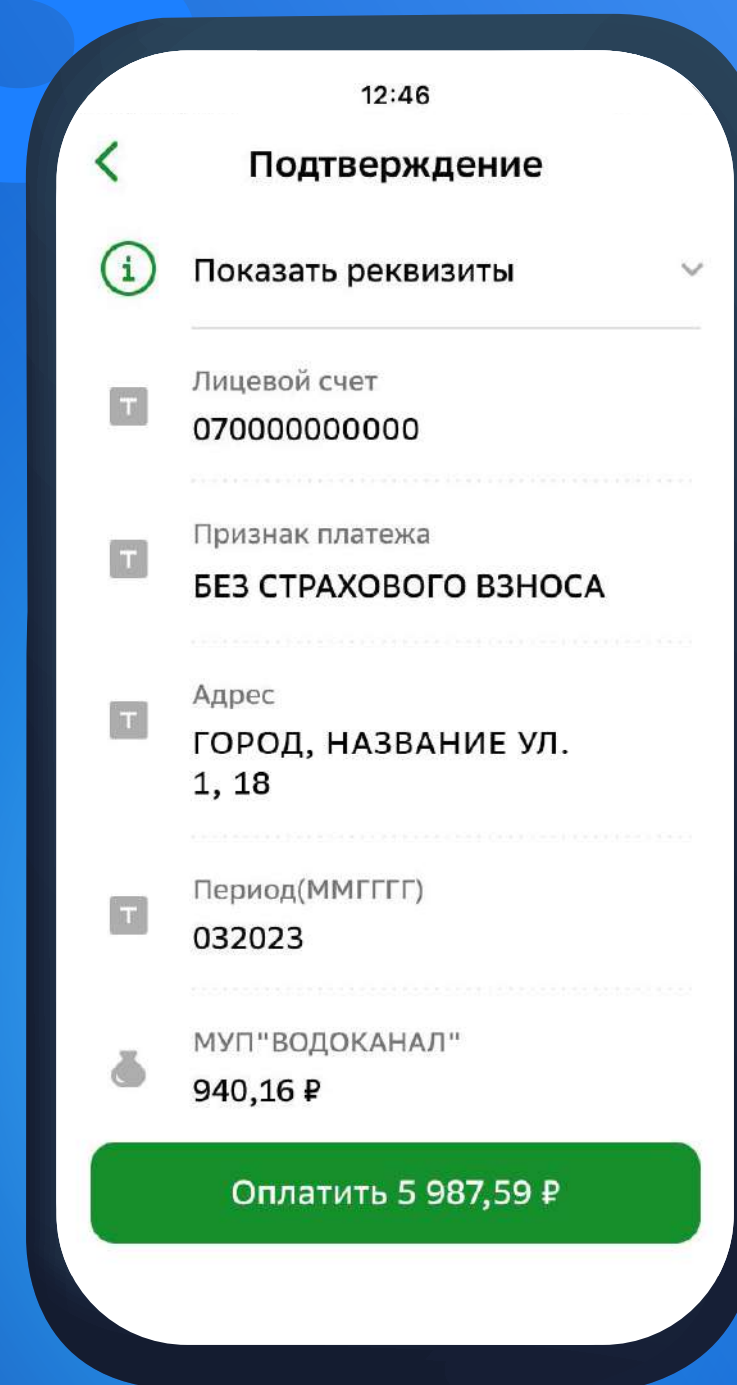 12:46
Подтверждение
Показать реквизиты
Лицевой счет
070000000000
Признак платежа
БЕЗ СТРАХОВОГО ВЗНОСА
Адрес
ГОРОД, НАЗВАНИЕ УЛ.
1, 18
Период(ММГГГГ)
032023
МУП"ВОДОКАНАЛ"
940,16 ₽
Оплатить 5 987,59 ₽